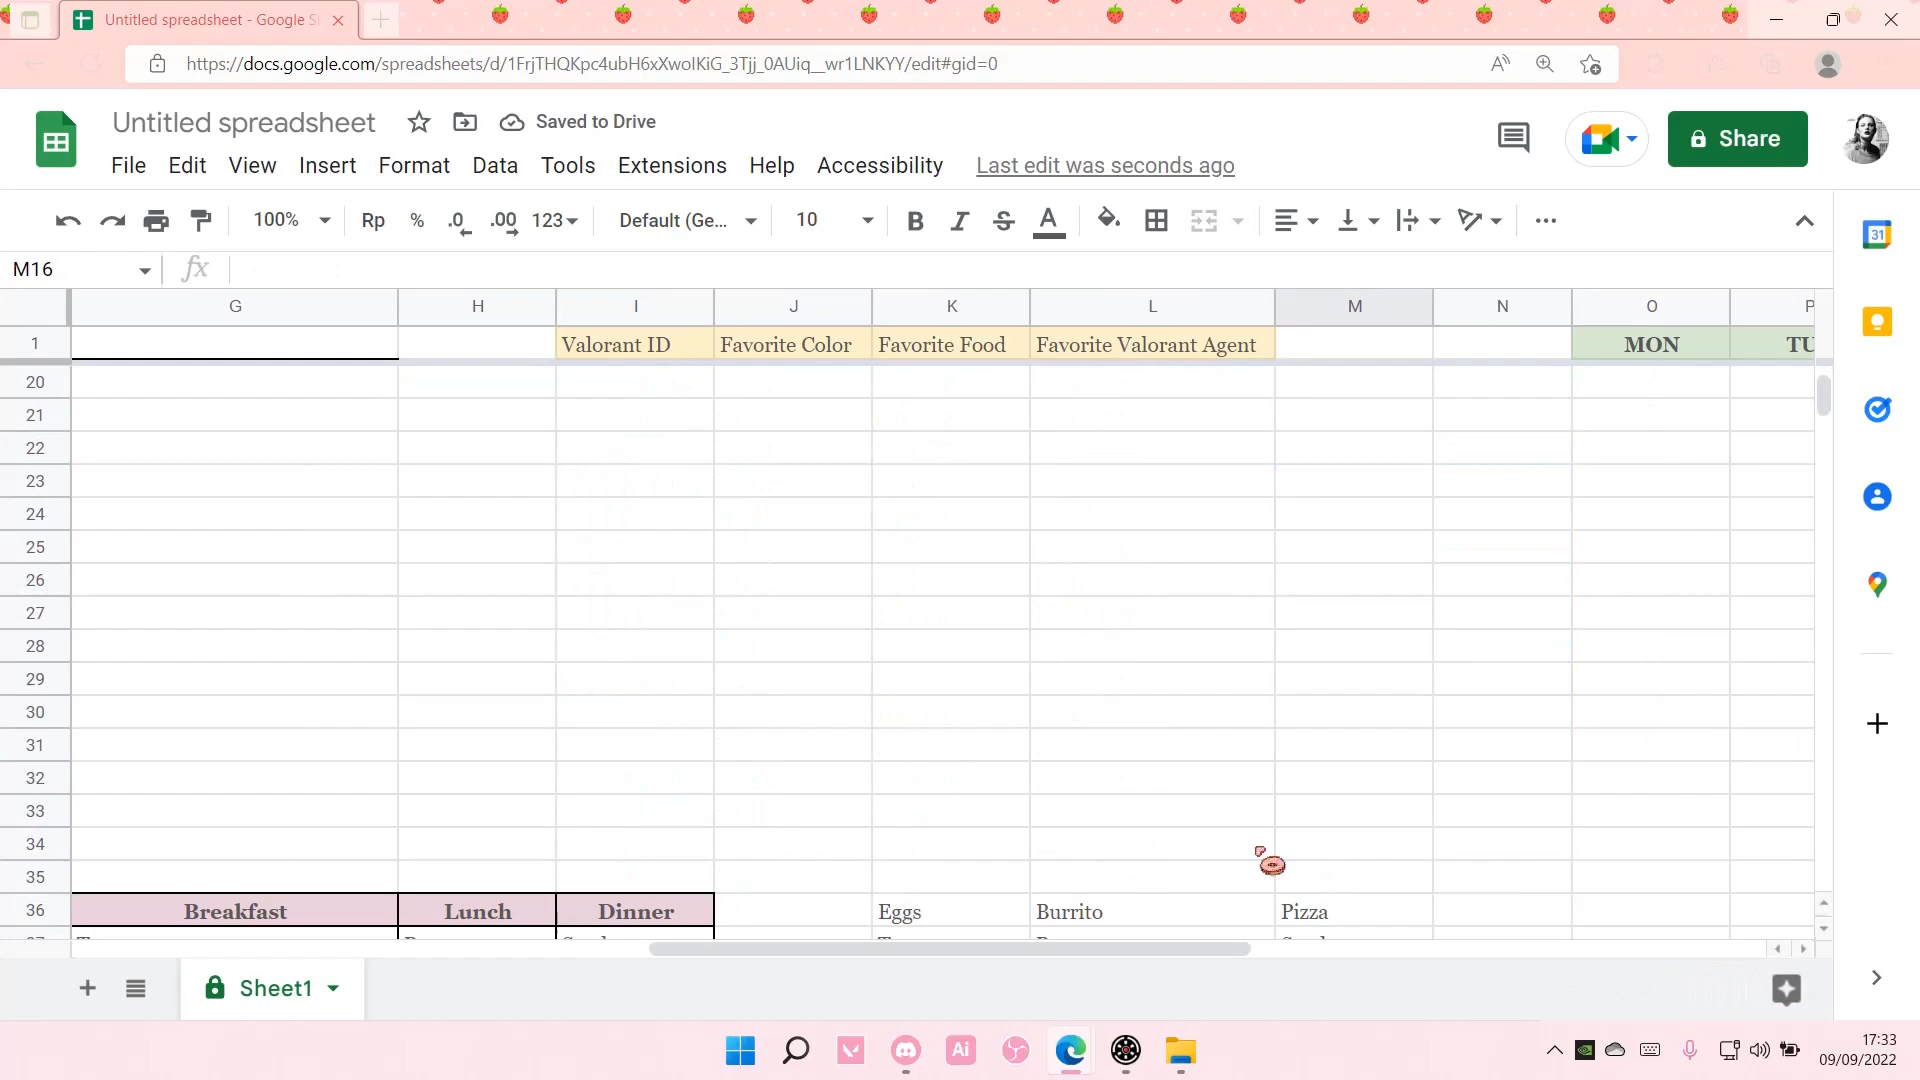 Untitled spreadsheet - Google S
https://docs.google.com/spreadsheets/d/1FrjTHQKpc4ubH6xXwoIKiG_3Tjj_0AUiq__wr1LNKYY/edit#gid=0
Untitled spreadsheet
Saved to Drive
Share
File Edit View Insert Format Data Tools Extensions Help Accessibility Last edit was seconds ago
100% Rp % .0 .00 123 Default (Ge... 10 B I S A
31
M16 fx
G H I J K L M N O P
1 Valorant ID Favorite Color Favorite Food Favorite Valorant Agent MON TU
20
21
22
23
24
25
26
27
28
29
30
31
32
33
34
35
36 Breakfast Lunch Dinner Eggs Burrito Pizza
Sheet1
Ai
17:33
09/09/2022